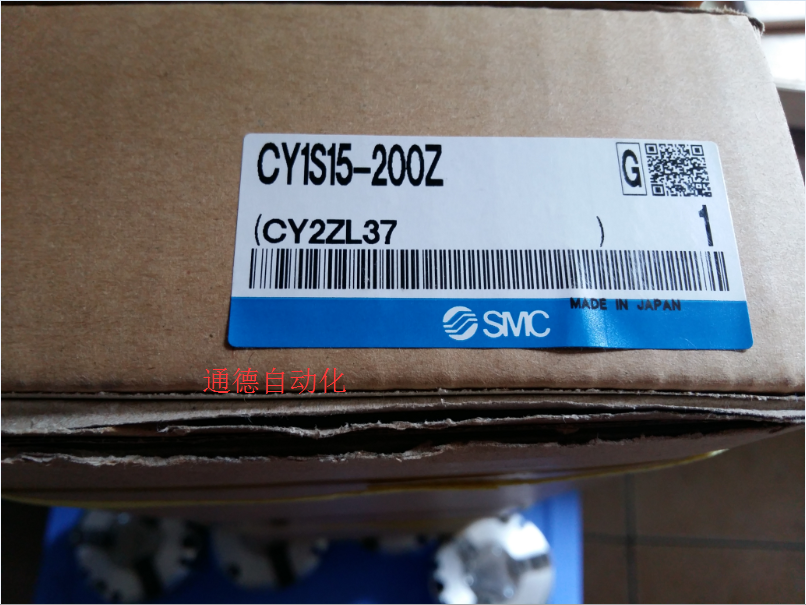 CY1S15-200Z
G
(CY2ZL37 )
1
MADE IN JAPAN
SMC
通德自动化